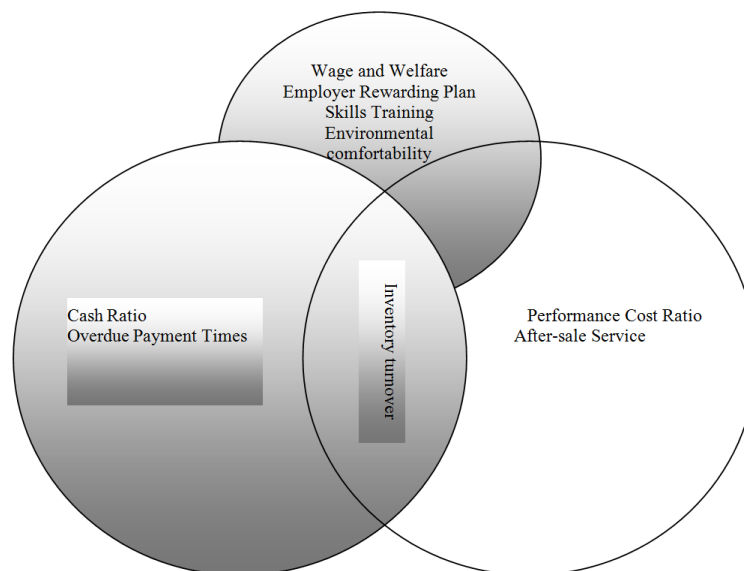 Wage and Welfare
Employer Rewarding Plan
Skills Training
Environmental
comfortability
Cash Ratio
Overdue Payment Times
Inventory turnover
Performance Cost Ratio
After-sale Service